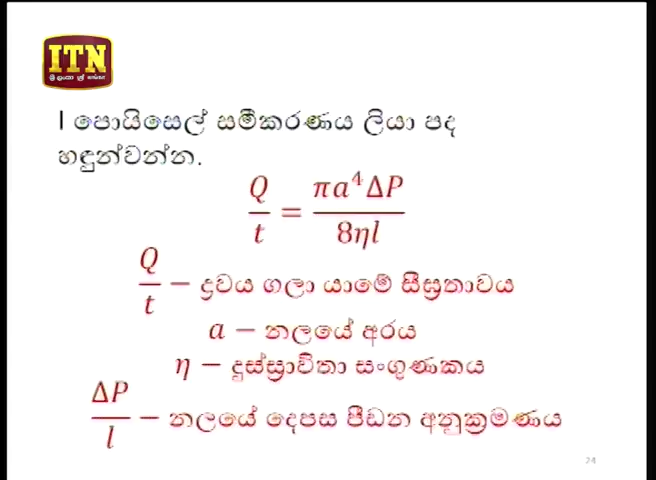 ITN
I පොයිසෙල් සමීකරණය ලියා පද
හඳුන්වන්න.
Q/t = πa⁴ΔP/8ηl
Q/t – ද්‍රවය ගලා යාමේ සීඝ්‍රතාවය
a – නලයේ අරය
η – දුස්ස්‍රාවිතා සංගුණකය
ΔP/l – නලයේ දෙපස පීඩන අනුක්‍රමණය
24